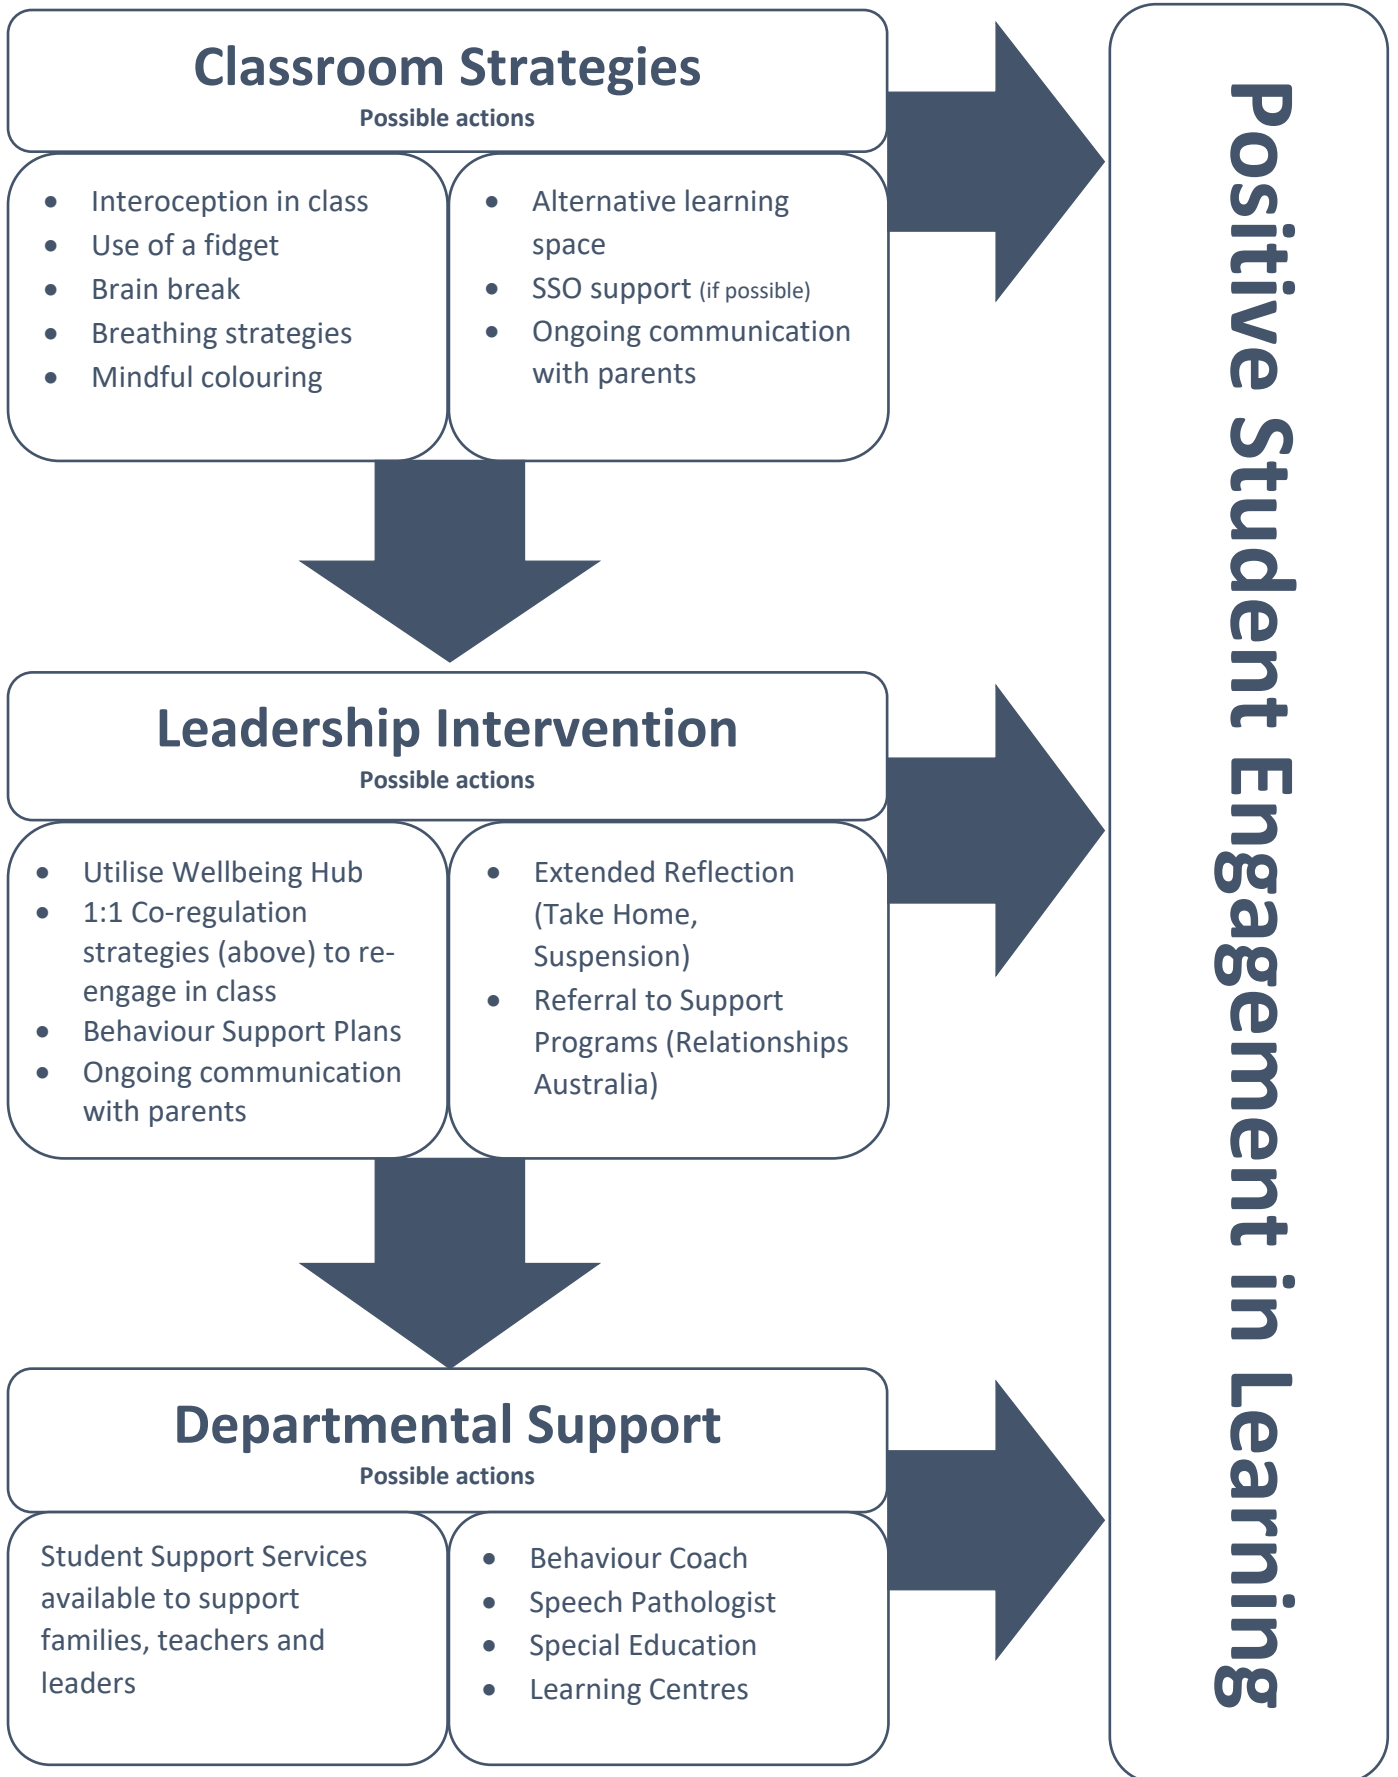 Classroom Strategies
Possible actions
• Interoception in class
• Use of a fidget
• Brain break
• Breathing strategies
• Mindful colouring
• Alternative learning
space
• SSO support (if possible)
• Ongoing communication
with parents
Leadership Intervention
Possible actions
• Utilise Wellbeing Hub
• 1:1 Co-regulation
strategies (above) to re-
engage in class
• Behaviour Support Plans
• Ongoing communication
with parents
• Extended Reflection
(Take Home,
Suspension)
• Referral to Support
Programs (Relationships
Australia)
Departmental Support
Possible actions
Student Support Services
available to support
families, teachers and
leaders
• Behaviour Coach
• Speech Pathologist
• Special Education
• Learning Centres
Positive Student Engagement in Learning